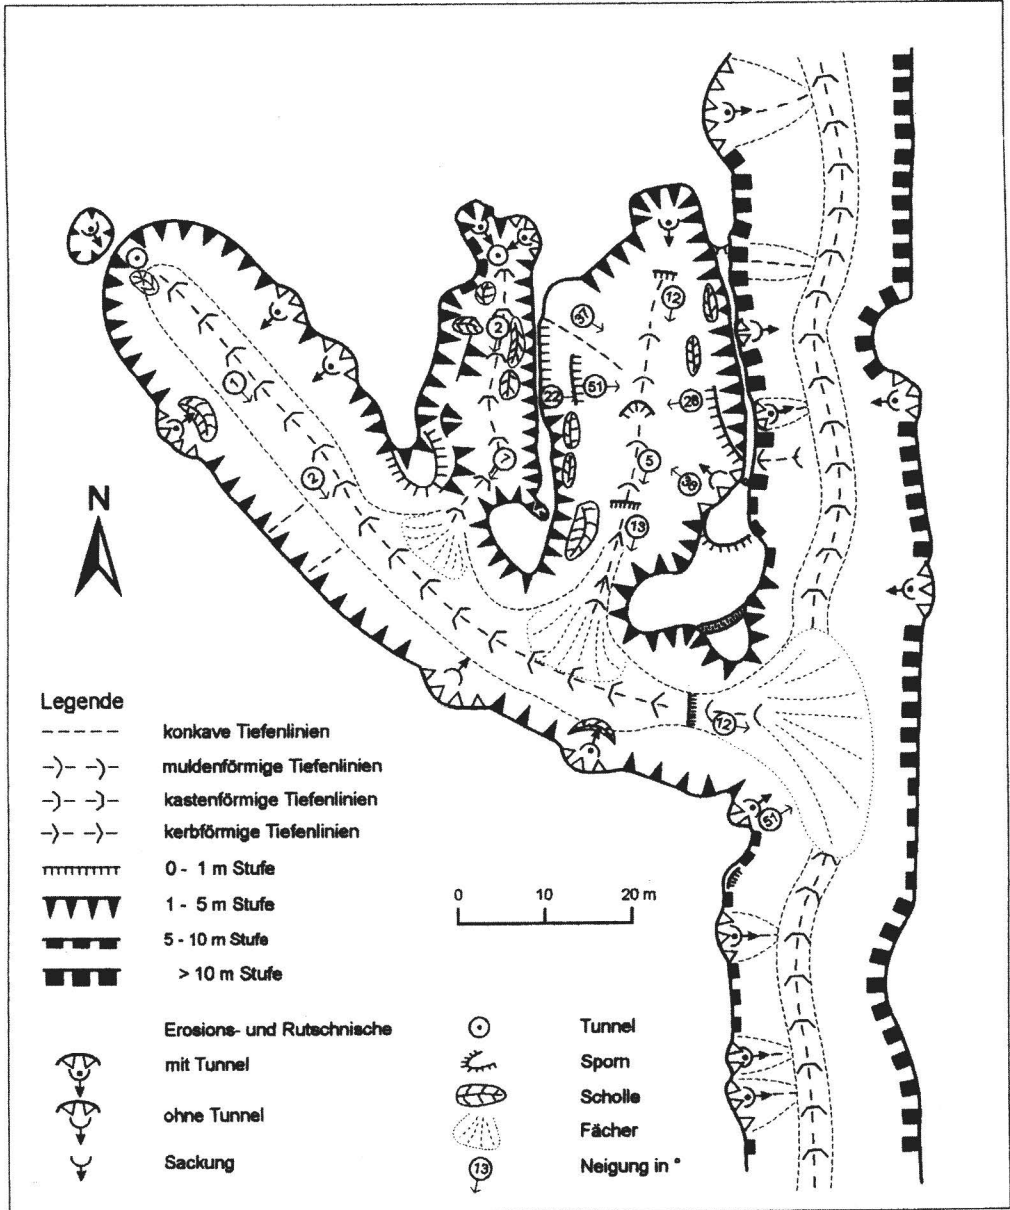 12
37
2
1
51
22
28
7
5
2
N
13
12
51
Legende
konkave Tiefenlinien
muldenförmige Tiefenlinien
kastenförmige Tiefenlinien
kerbförmige Tiefenlinien
0 - 1 m Stufe
1 - 5 m Stufe
5 - 10 m Stufe
> 10 m Stufe
0 10 20 m
Erosions- und Rutschnische
mit Tunnel
ohne Tunnel
Sackung
Tunnel
Sporn
Scholle
Fächer
13
Neigung in °